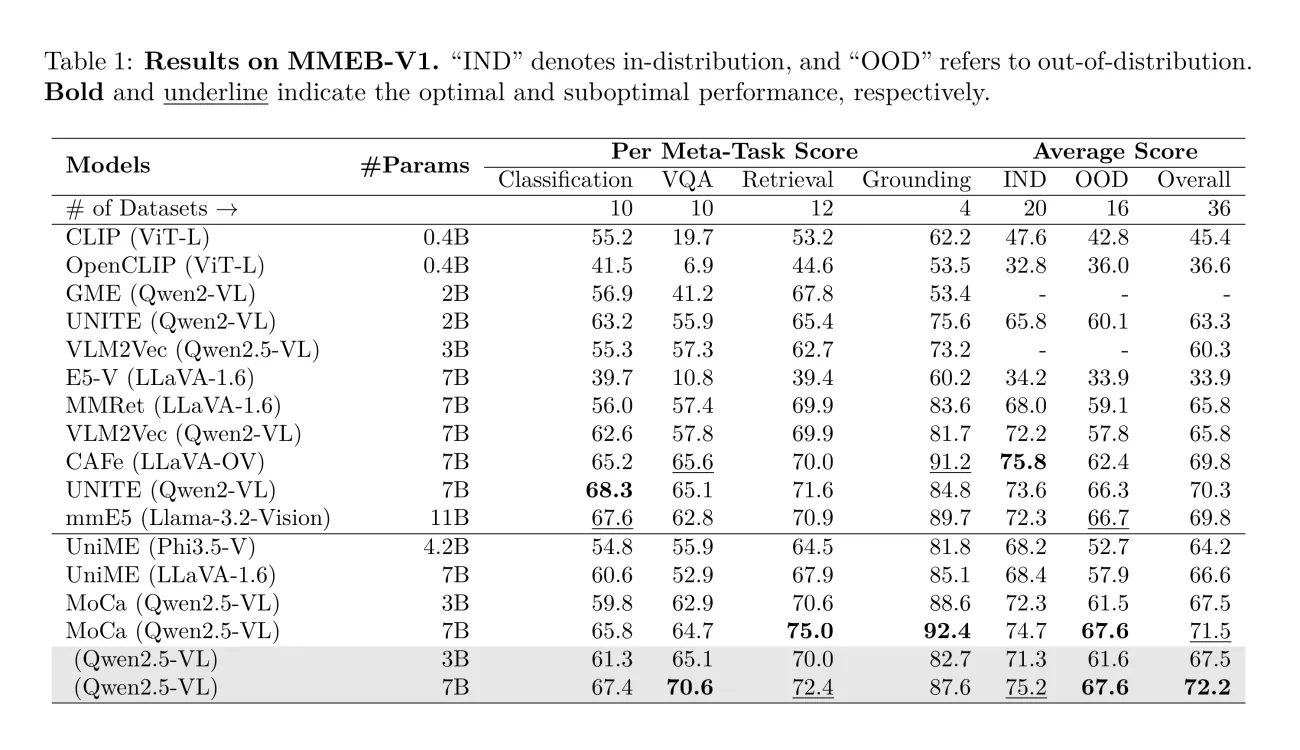 Table 1: Results on MMEB-V1. “IND” denotes in-distribution, and “OOD” refers to out-of-distribution.
Bold and underline indicate the optimal and suboptimal performance, respectively.
Models #Params Per Meta-Task Score Average Score
Classification VQA Retrieval Grounding IND OOD Overall
# of Datasets → 10 10 12 4 20 16 36
CLIP (ViT-L) 0.4B 55.2 19.7 53.2 62.2 47.6 42.8 45.4
OpenCLIP (ViT-L) 0.4B 41.5 6.9 44.6 53.5 32.8 36.0 36.6
GME (Qwen2-VL) 2B 56.9 41.2 67.8 53.4 - - -
UNITE (Qwen2-VL) 2B 63.2 55.9 65.4 75.6 65.8 60.1 63.3
VLM2Vec (Qwen2.5-VL) 3B 55.3 57.3 62.7 73.2 - - 60.3
E5-V (LLaVA-1.6) 7B 39.7 10.8 39.4 60.2 34.2 33.9 33.9
MMRet (LLaVA-1.6) 7B 56.0 57.4 69.9 83.6 68.0 59.1 65.8
VLM2Vec (Qwen2-VL) 7B 62.6 57.8 69.9 81.7 72.2 57.8 65.8
CAFe (LLaVA-OV) 7B 65.2 65.6 70.0 91.2 75.8 62.4 69.8
UNITE (Qwen2-VL) 7B 68.3 65.1 71.6 84.8 73.6 66.3 70.3
mmE5 (Llama-3.2-Vision) 11B 67.6 62.8 70.9 89.7 72.3 66.7 69.8
UniME (Phi3.5-V) 4.2B 54.8 55.9 64.5 81.8 68.2 52.7 64.2
UniME (LLaVA-1.6) 7B 60.6 52.9 67.9 85.1 68.4 57.9 66.6
MoCa (Qwen2.5-VL) 3B 59.8 62.9 70.6 88.6 72.3 61.5 67.5
MoCa (Qwen2.5-VL) 7B 65.8 64.7 75.0 92.4 74.7 67.6 71.5
(Qwen2.5-VL) 3B 61.3 65.1 70.0 82.7 71.3 61.6 67.5
(Qwen2.5-VL) 7B 67.4 70.6 72.4 87.6 75.2 67.6 72.2